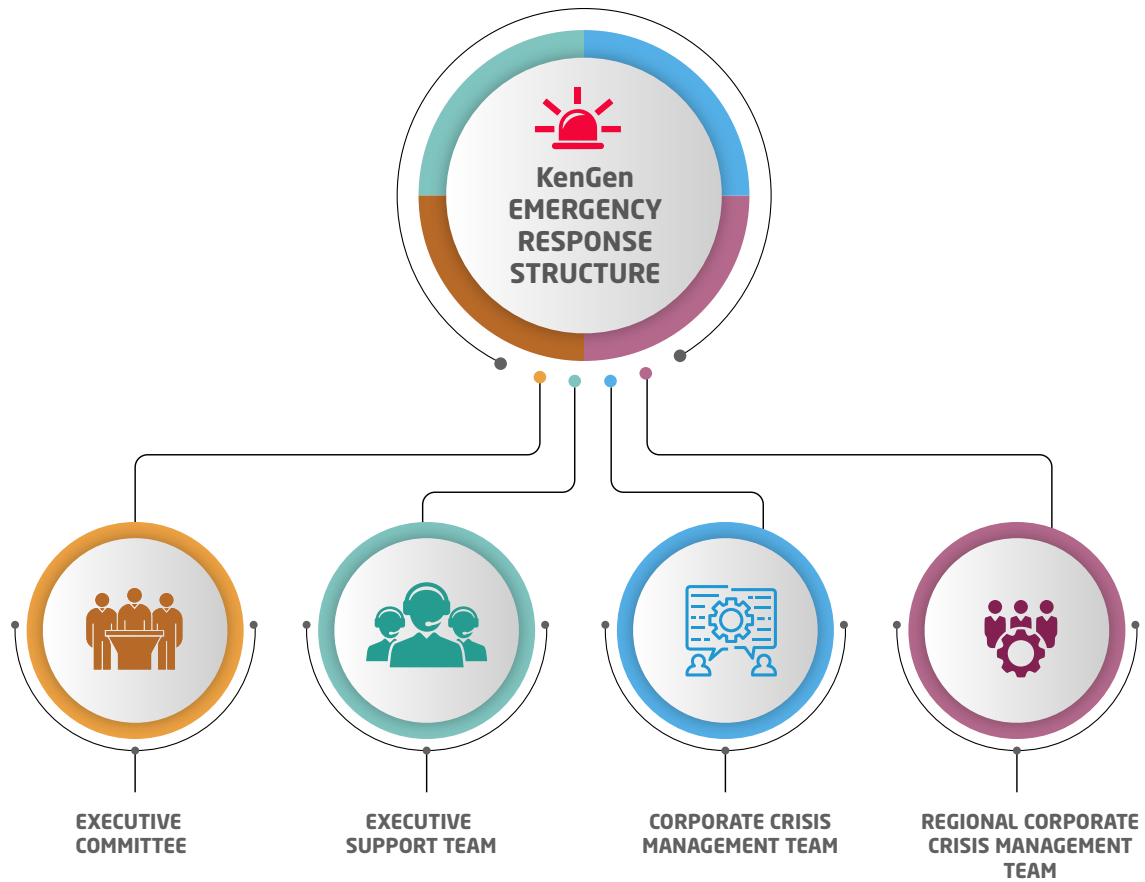 KenGen
EMERGENCY
RESPONSE
STRUCTURE
EXECUTIVE
COMMITTEE
EXECUTIVE
SUPPORT TEAM
CORPORATE CRISIS
MANAGEMENT TEAM
REGIONAL CORPORATE
CRISIS MANAGEMENT
TEAM